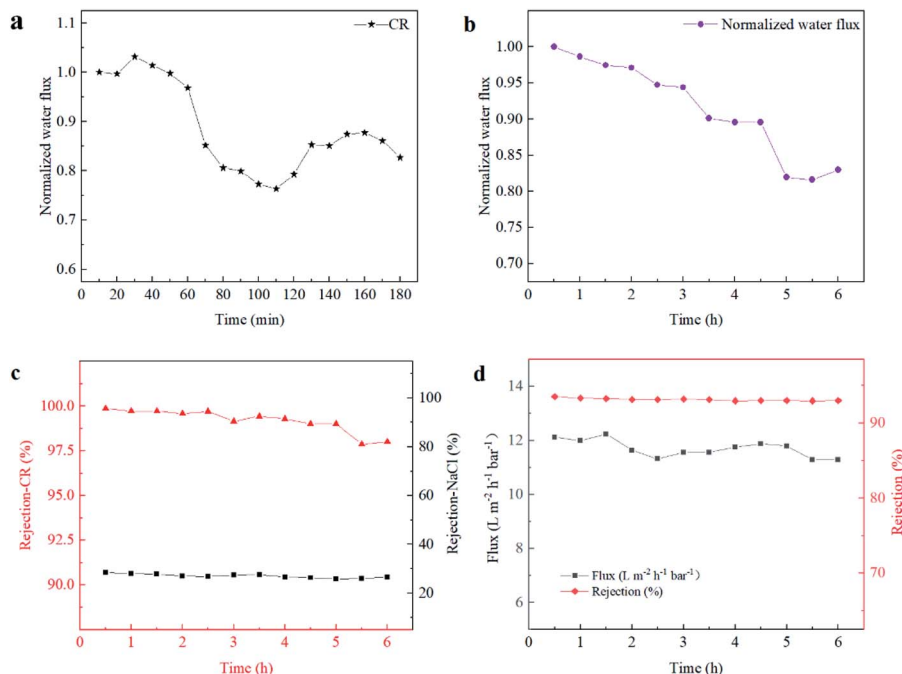 a
CR
1.1
1.0
0.9
0.8
0.7
0.6
Normalized water flux
0 20 40 60 80 100 120 140 160 180
Time (min)
b
Normalized water flux
1.00
0.95
0.90
0.85
0.80
0.75
0.70
Normalized water flux
0 1 2 3 4 5 6
Time (h)
c
100.0
97.5
95.0
92.5
90.0
Rejection-CR (%)
100
80
60
40
20
Rejection-NaCl (%)
0 1 2 3 4 5 6
Time (h)
d
14
12
10
8
6
Flux (L m⁻² h⁻¹ bar⁻¹)
90
80
70
Rejection (%)
Flux (L m⁻² h⁻¹ bar⁻¹)
Rejection (%)
0 1 2 3 4 5 6
Time (h)